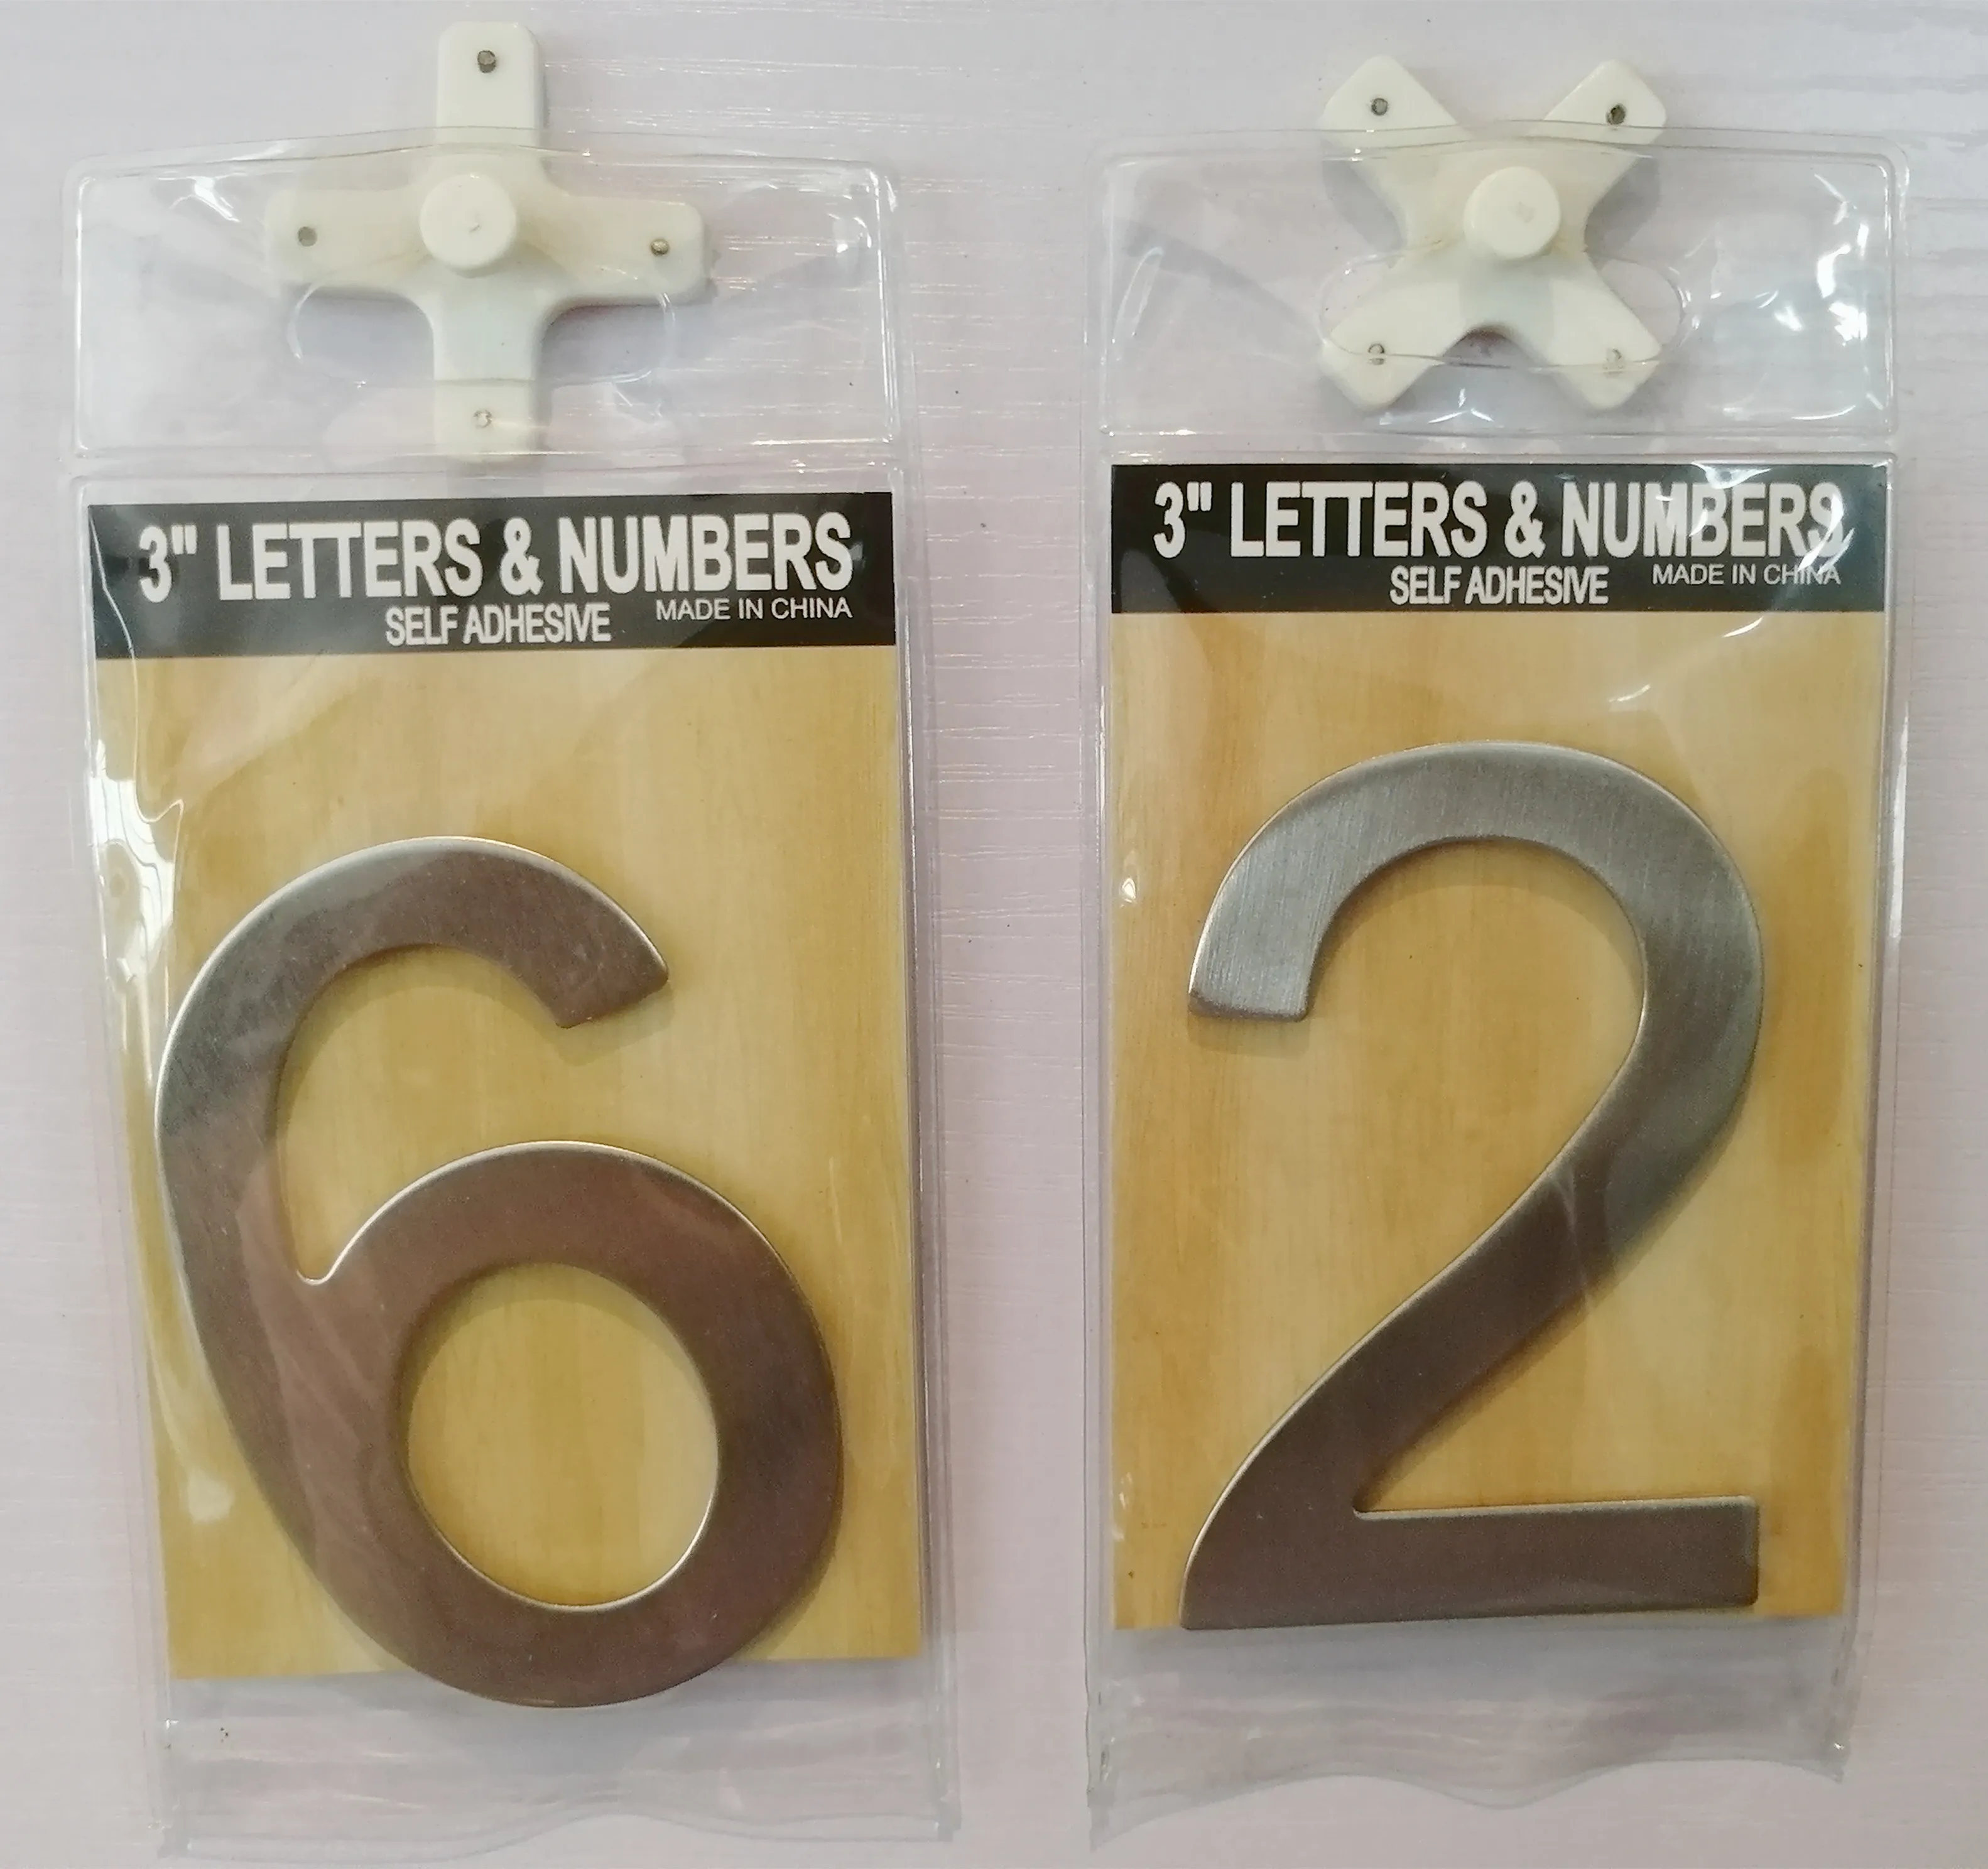 3" LETTERS & NUMBERS
SELF ADHESIVE MADE IN CHINA
6
3" LETTERS & NUMBERS
SELF ADHESIVE MADE IN CHINA
2